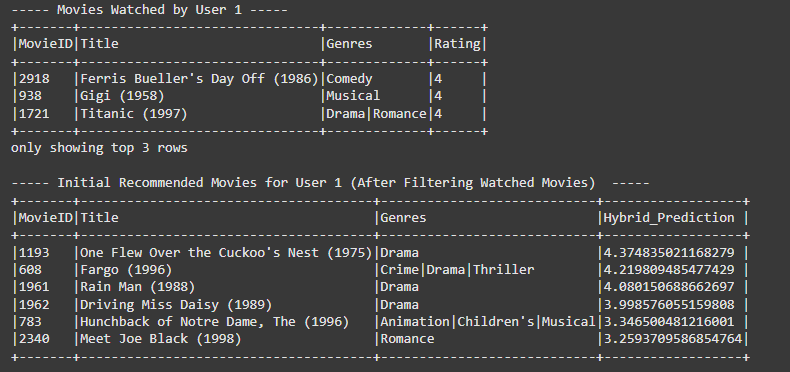 ----- Movies Watched by User 1 -----
+-------+-------------------------------+-------------+------+
|MovieID|Title                          |Genres       |Rating|
+-------+-------------------------------+-------------+------+
|2918   |Ferris Bueller's Day Off (1986)|Comedy       |4     |
|938    |Gigi (1958)                    |Musical      |4     |
|1721   |Titanic (1997)                 |Drama|Romance|4     |
+-------+-------------------------------+-------------+------+
only showing top 3 rows
----- Initial Recommended Movies for User 1 (After Filtering Watched Movies)  -----
+-------+--------------------------------------+----------------------------+------------------+
|MovieID|Title                                 |Genres                      |Hybrid_Prediction |
+-------+--------------------------------------+----------------------------+------------------+
|1193   |One Flew Over the Cuckoo's Nest (1975)|Drama                       |4.374835021168279 |
|608    |Fargo (1996)                          |Crime|Drama|Thriller        |4.219809485477429 |
|1961   |Rain Man (1988)                       |Drama                       |4.080150688662697 |
|1962   |Driving Miss Daisy (1989)             |Drama                       |3.998576055159808 |
|783    |Hunchback of Notre Dame, The (1996)   |Animation|Children's|Musical|3.346500481216001 |
|2340   |Meet Joe Black (1998)                 |Romance                     |3.2593709586854764|
+-------+--------------------------------------+----------------------------+------------------+